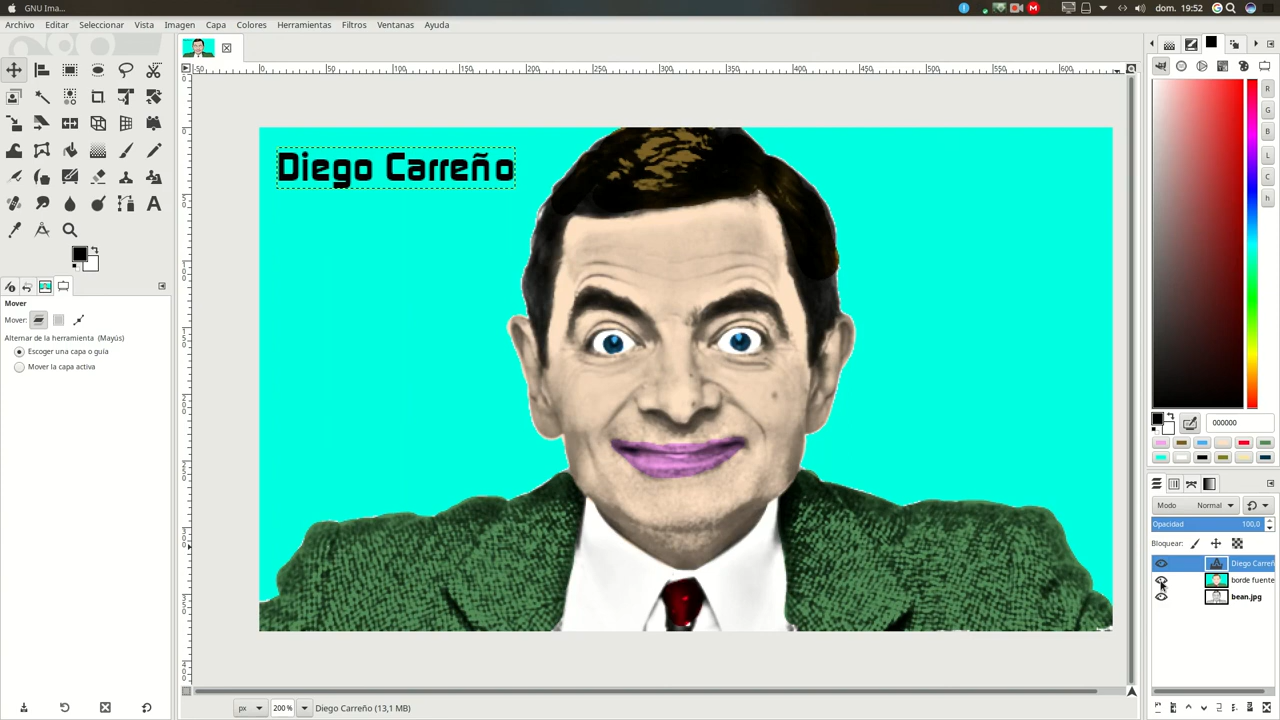 GNU Ima...
dom. 19:52
Archivo Editar Seleccionar Vista Imagen Capa Colores Herramientas Filtros Ventanas Ayuda
Diego Carreño
Mover
Mover:
Alternar de la herramienta (Mayús)
Escoger una capa o guía
Mover la capa activa
R
G
B
L
C
h
000000
Modo Normal
Opacidad 100,0
Bloquear:
Diego Carreñ
borde fuente
bean.jpg
px 200 % Diego Carreño (13,1 MB)